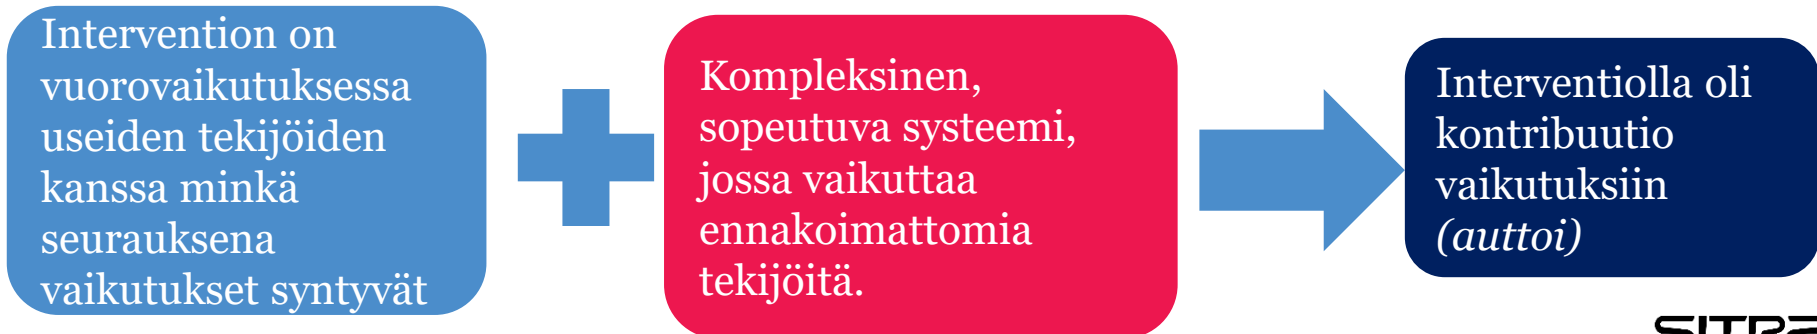 Intervention on
vuorovaikutuksessa
useiden tekijöiden
kanssa minkä
seurauksena
vaikutukset syntyvät
Kompleksinen,
sopeutuva systeemi,
jossa vaikuttaa
ennakoimattomia
tekijöitä.
Interventiolla oli
kontribuutio
vaikutuksiin
(auttoi)
SITRA